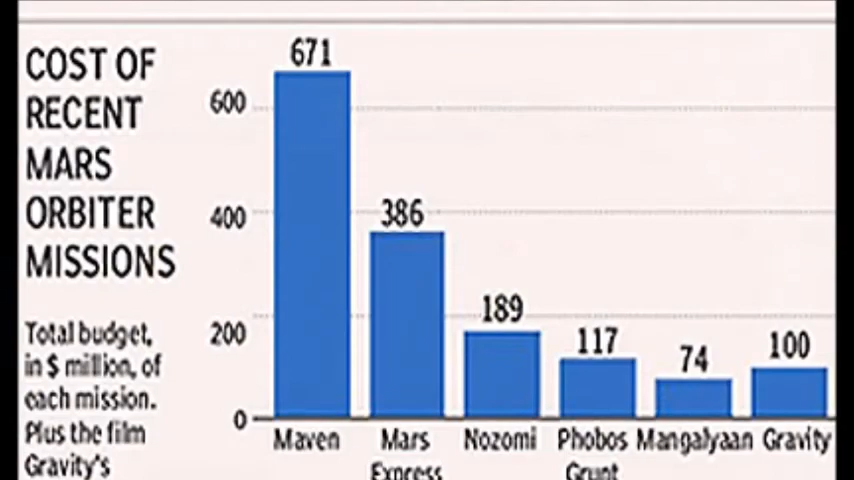 COST OF
RECENT
MARS
ORBITER
MISSIONS
Total budget,
in $ million, of
each mission.
Plus the film
Gravity's
600
400
200
0
671
386
189
117
74
100
Maven
Mars
Express
Nozomi
Phobos
Grunt
Mangalyaan
Gravity